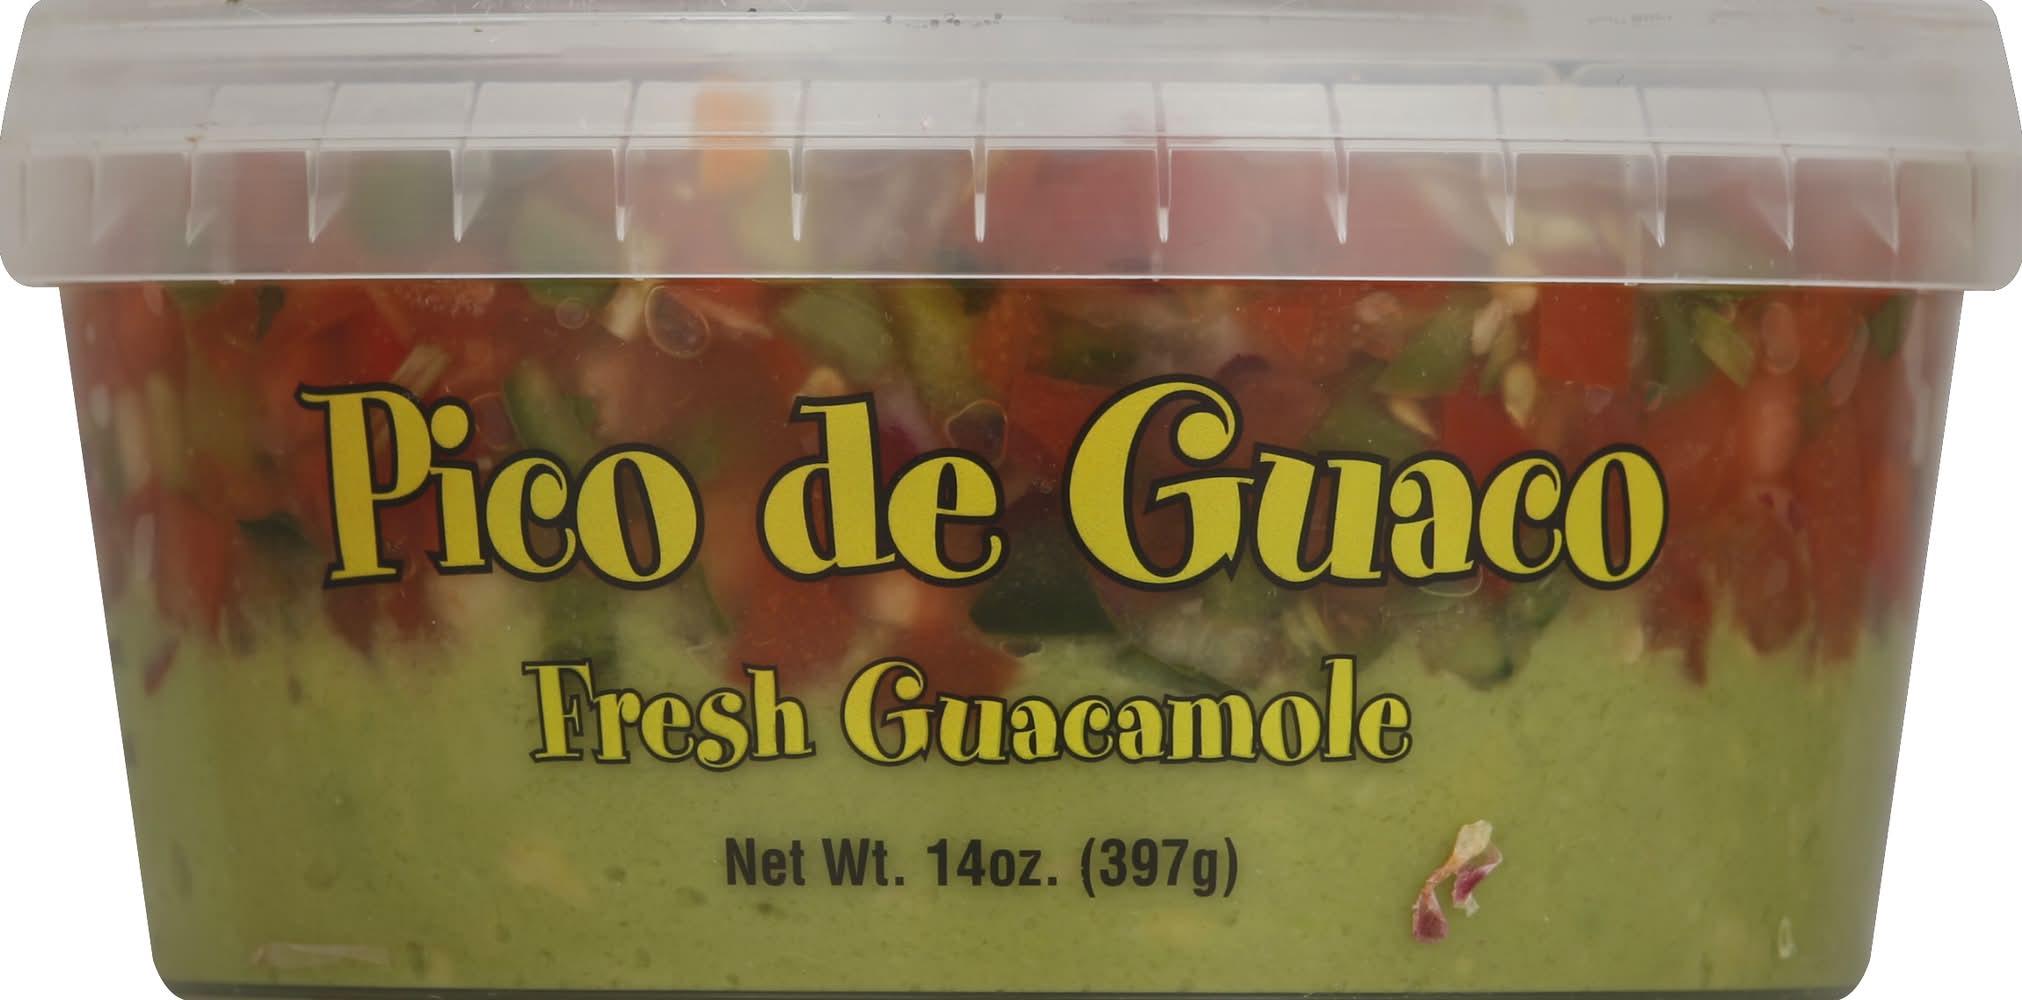 Pico de Guaco
Fresh Guacamole
Net Wt. 14oz. (397g)